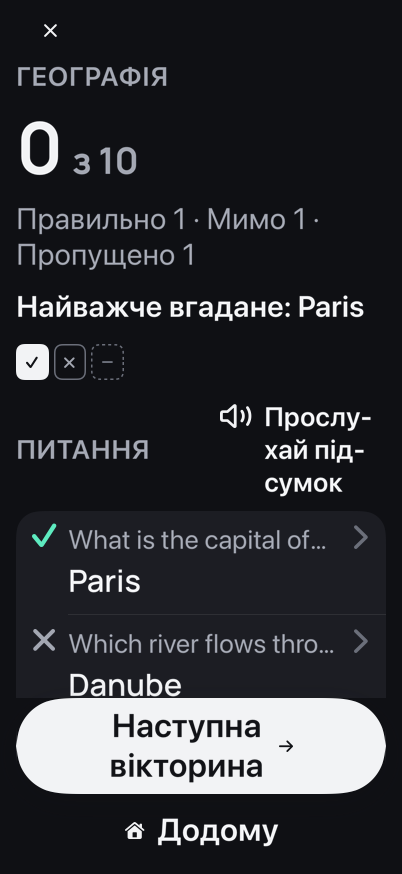 ГЕОГРАФІЯ
0 з 10
Правильно 1 · Мимо 1 ·
Пропущено 1
Найважче вгадане: Paris
Прослу-
хай під-
сумок
ПИТАННЯ
What is the capital of…
Paris
Which river flows thro…
Danube
Наступна
вікторина →
Додому